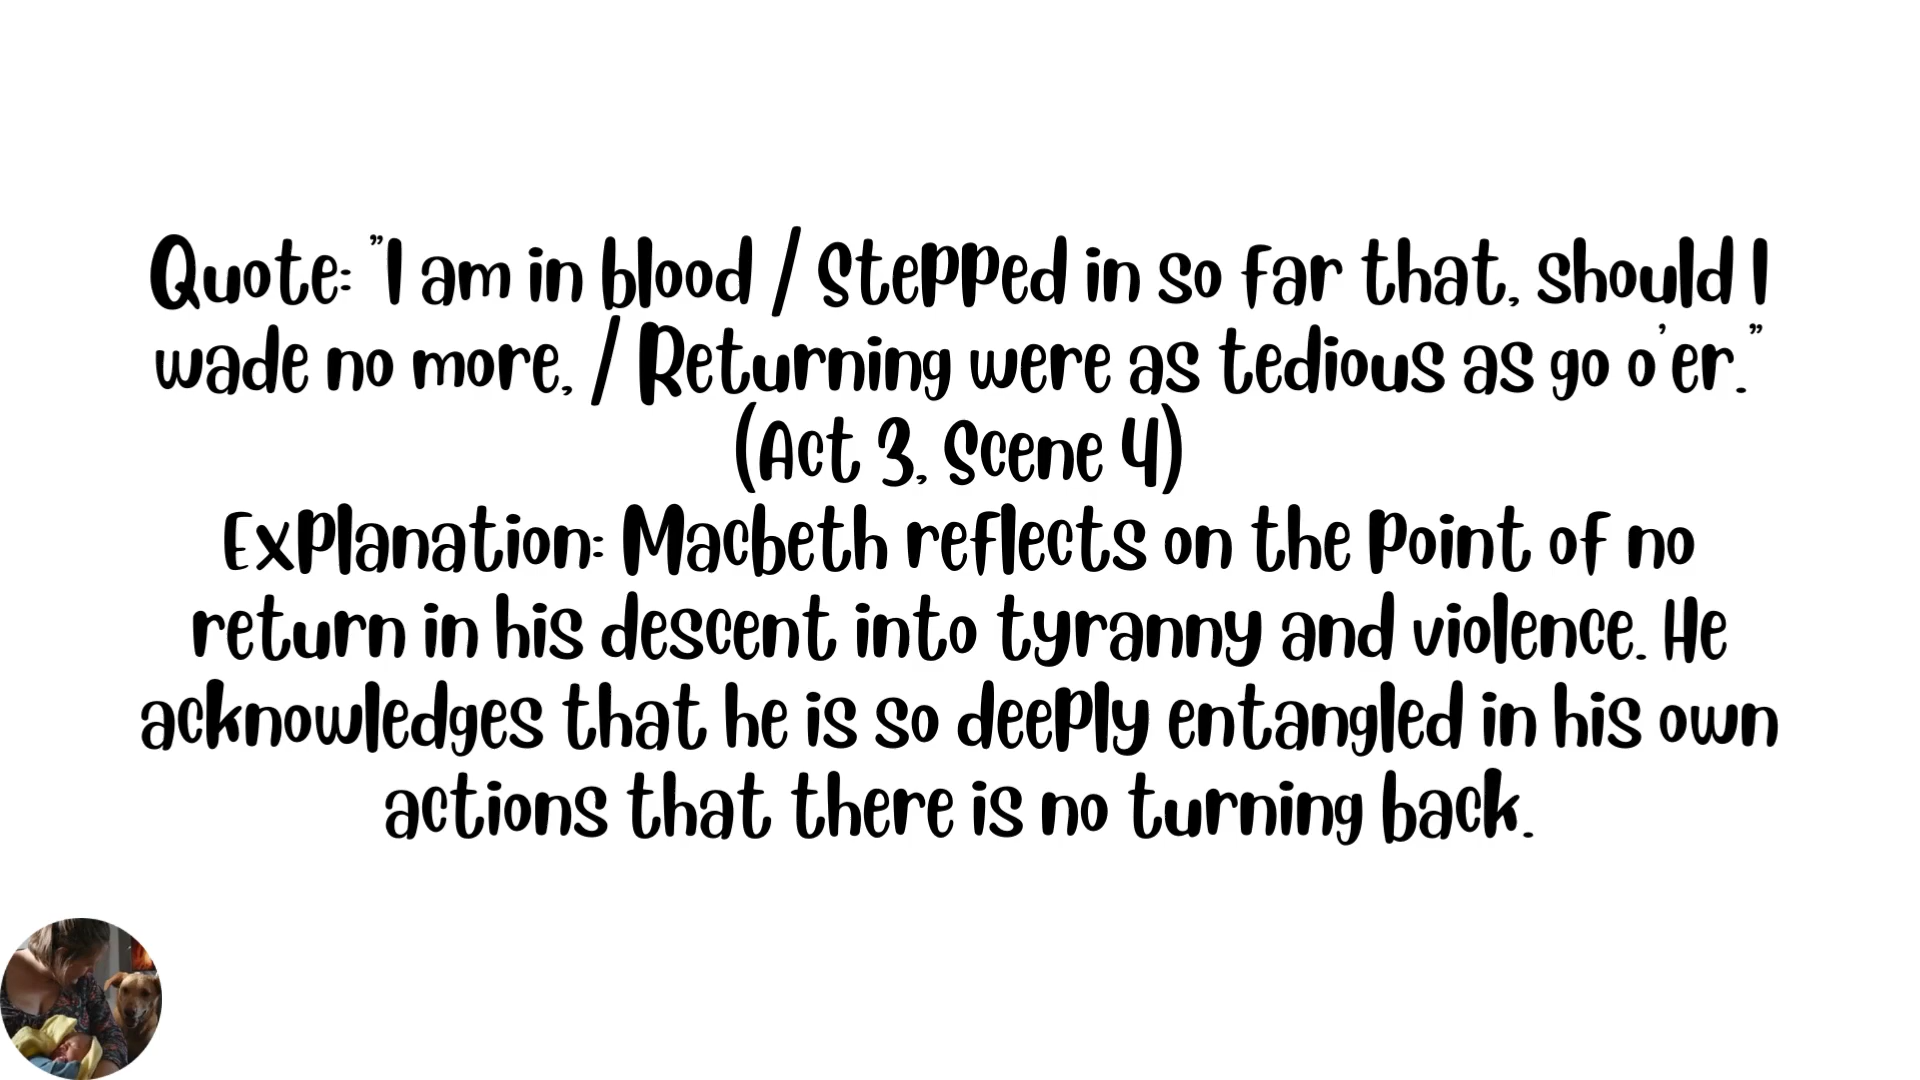 Quote: "I am in blood / Stepped in so far that, should I
wade no more, / Returning were as tedious as go o'er."
(Act 3, Scene 4)
Explanation: Macbeth reflects on the point of no
return in his descent into tyranny and violence. He
acknowledges that he is so deeply entangled in his own
actions that there is no turning back.